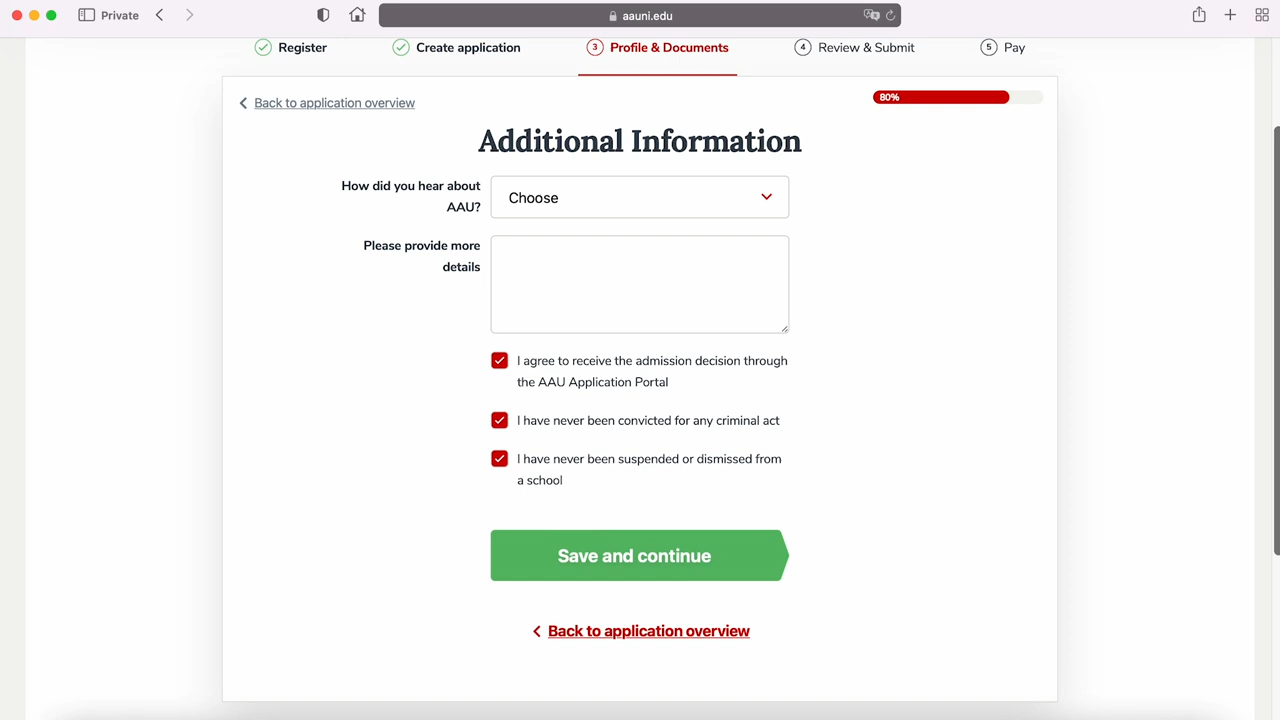 Private
aauni.edu
Register
Create application
3 Profile & Documents
4 Review & Submit
5 Pay
Back to application overview
80%
Additional Information
How did you hear about
AAU?
Choose
Please provide more
details
I agree to receive the admission decision through
the AAU Application Portal
I have never been convicted for any criminal act
I have never been suspended or dismissed from
a school
Save and continue
Back to application overview